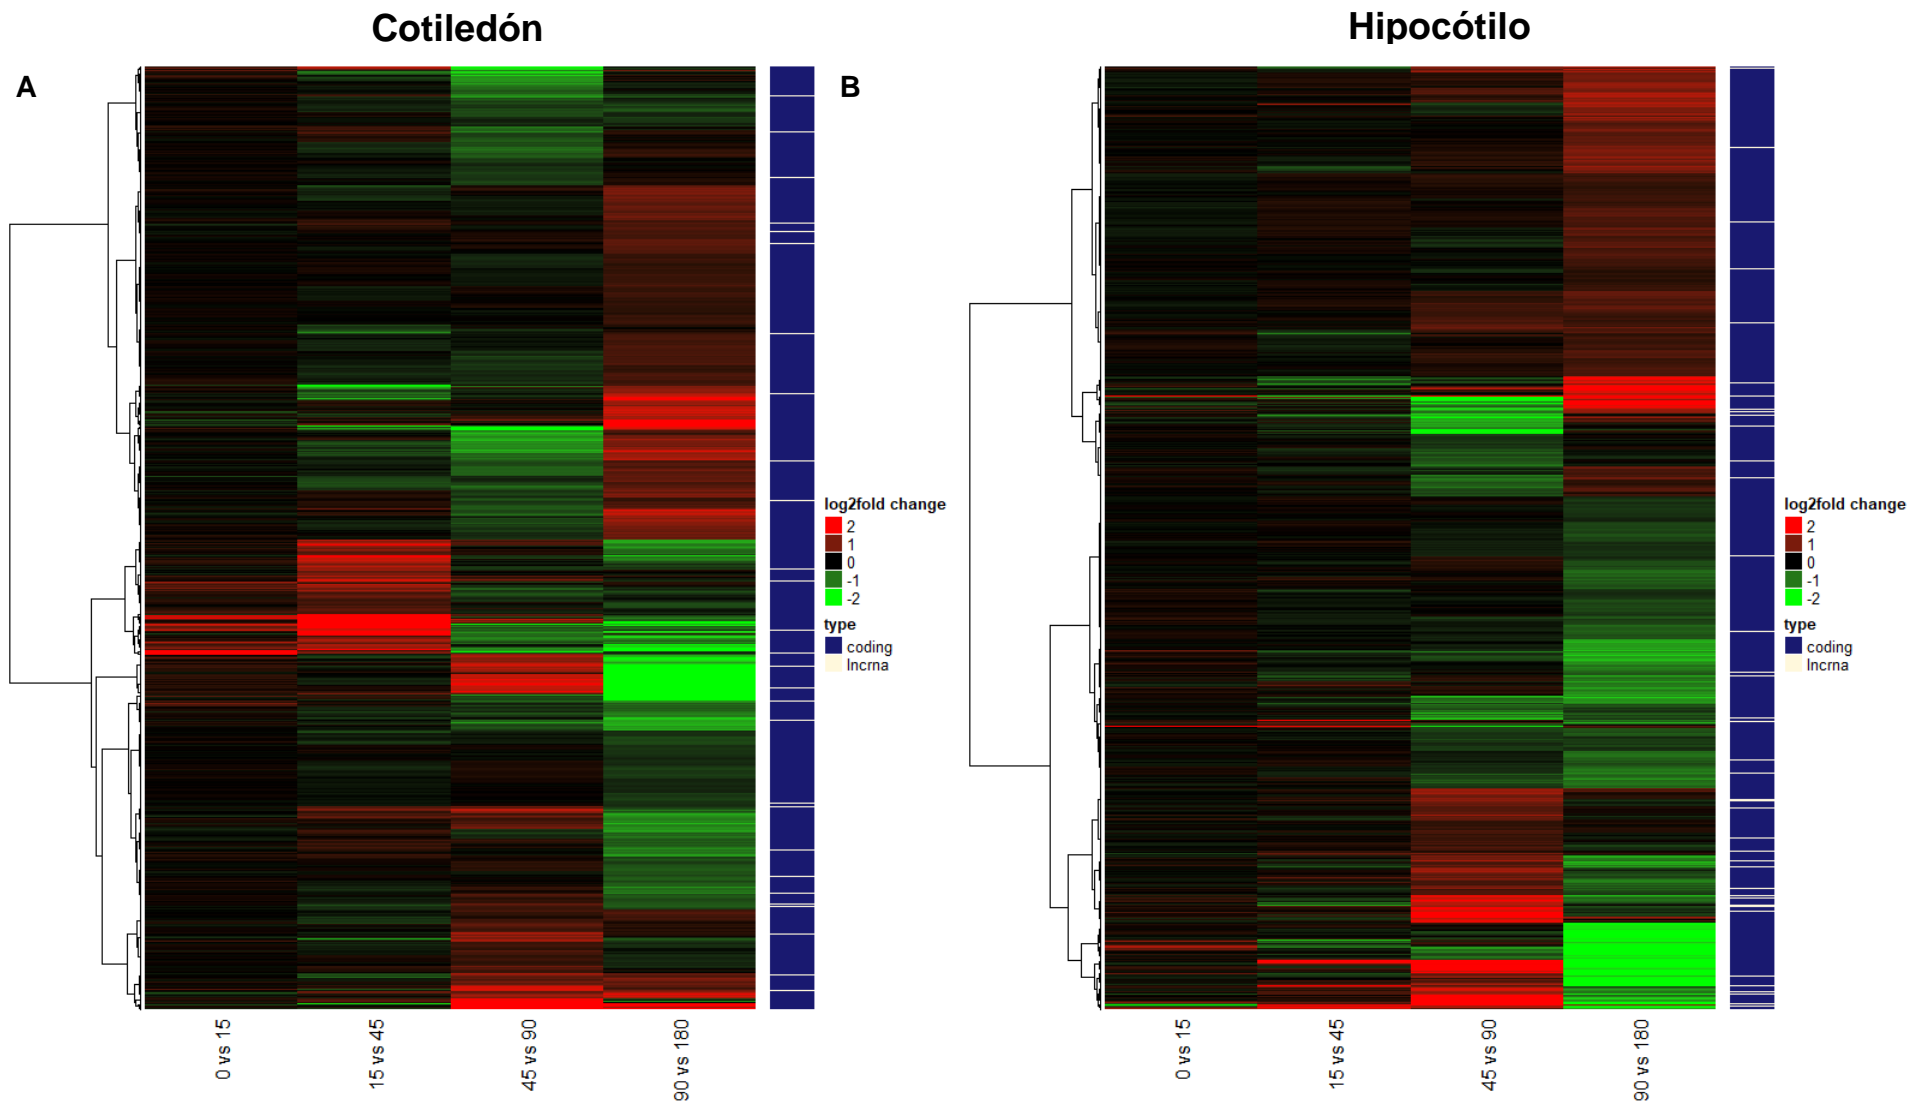 Cotiledón
Hipocótilo
A
B
log2fold change
2
1
0
-1
-2
type
coding
lncrna
log2fold change
2
1
0
-1
-2
type
coding
lncrna
0 vs 15
15 vs 45
45 vs 90
90 vs 180
0 vs 15
15 vs 45
45 vs 90
90 vs 180